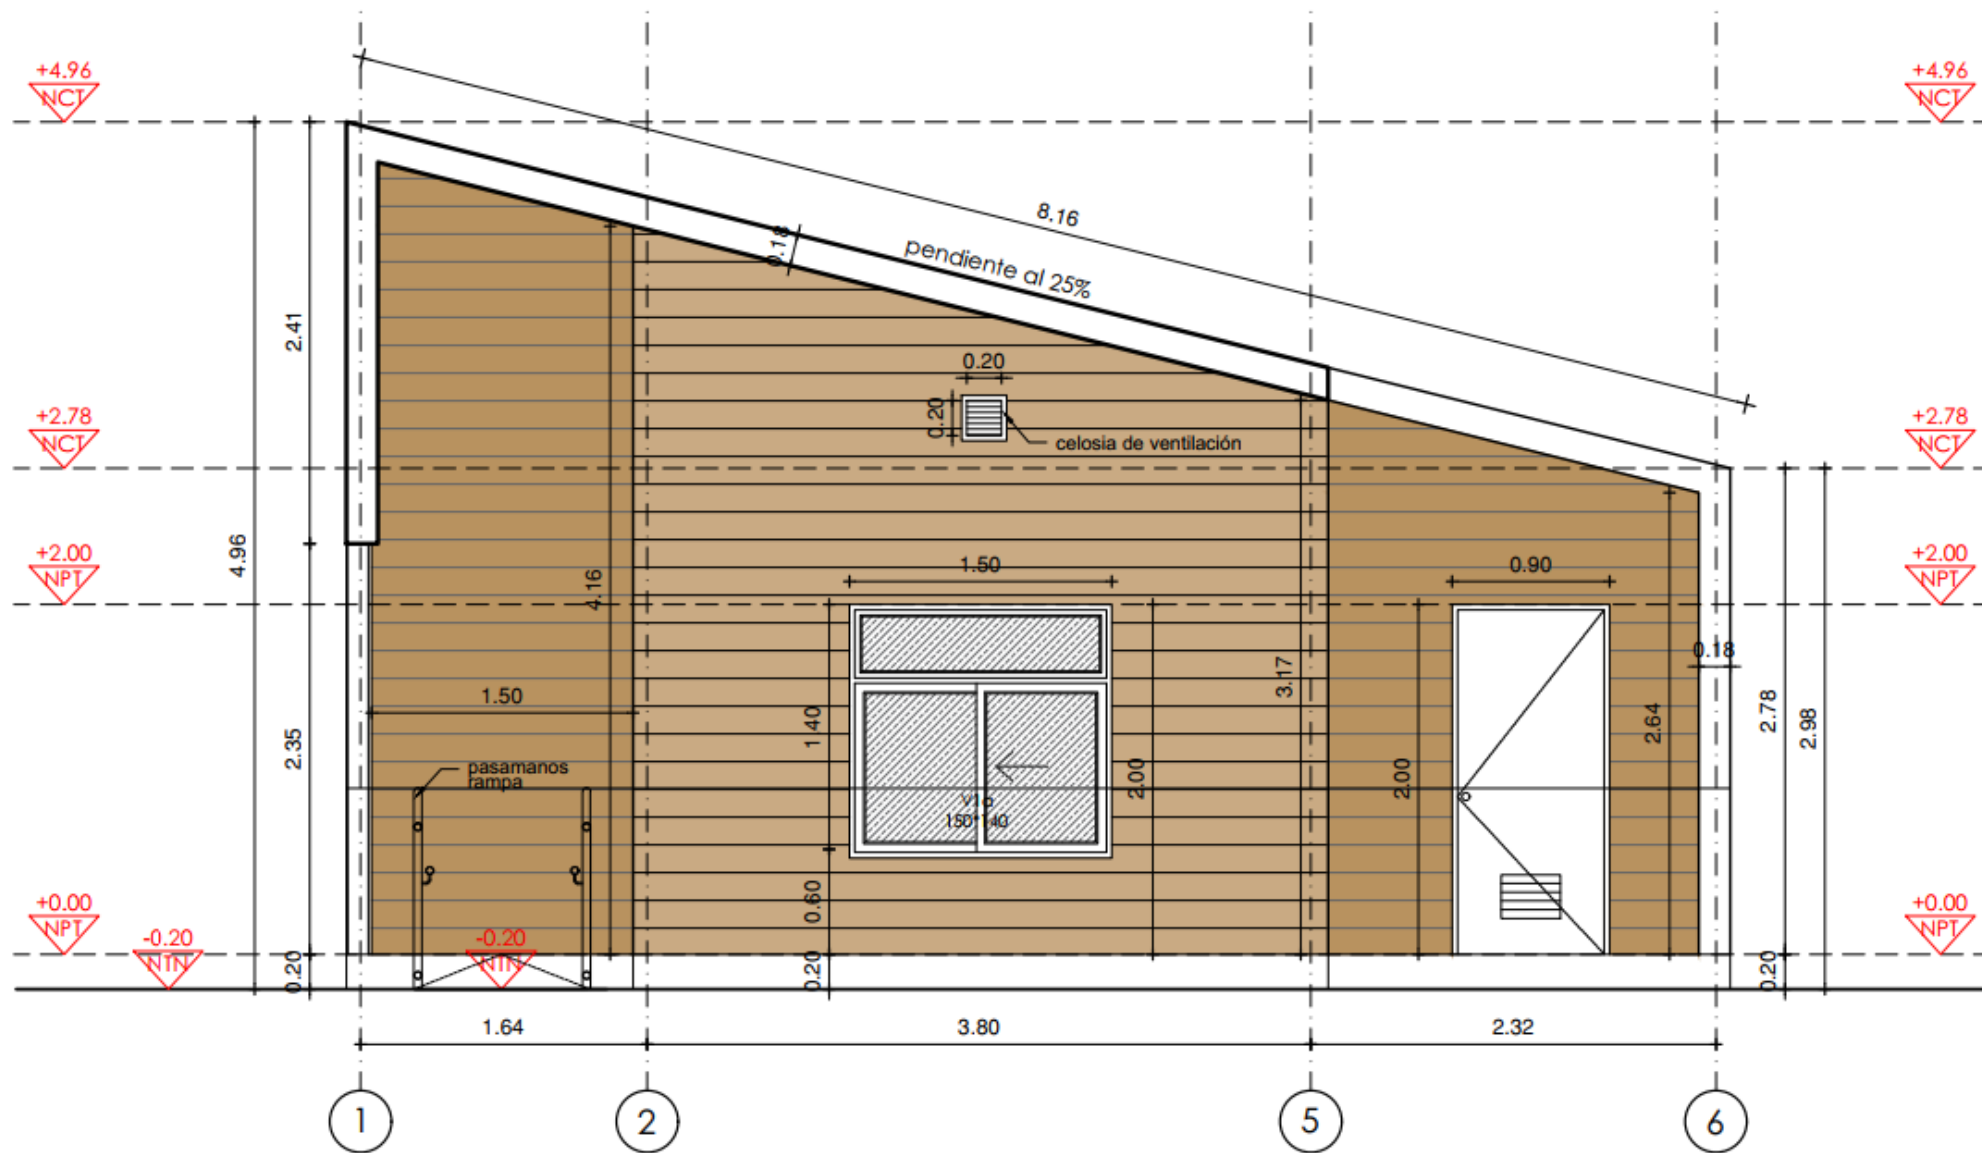 +4.96
NCT
+4.96
NCT
8.16
0.18
pendiente al 25%
2.41
0.20
0.20
celosia de ventilación
+2.78
NCT
+2.78
NCT
4.96
+2.00
NPT
+2.00
NPT
4.16
1.50
0.90
0.18
3.17
1.50
1.40
2.00
2.00
2.64
2.78
2.98
2.35
pasamanos
rampa
150*140
0.60
+0.00
NPT
+0.00
NPT
-0.20
NTN
-0.20
NTN
0.20
0.20
0.20
1.64
3.80
2.32
1
2
5
6